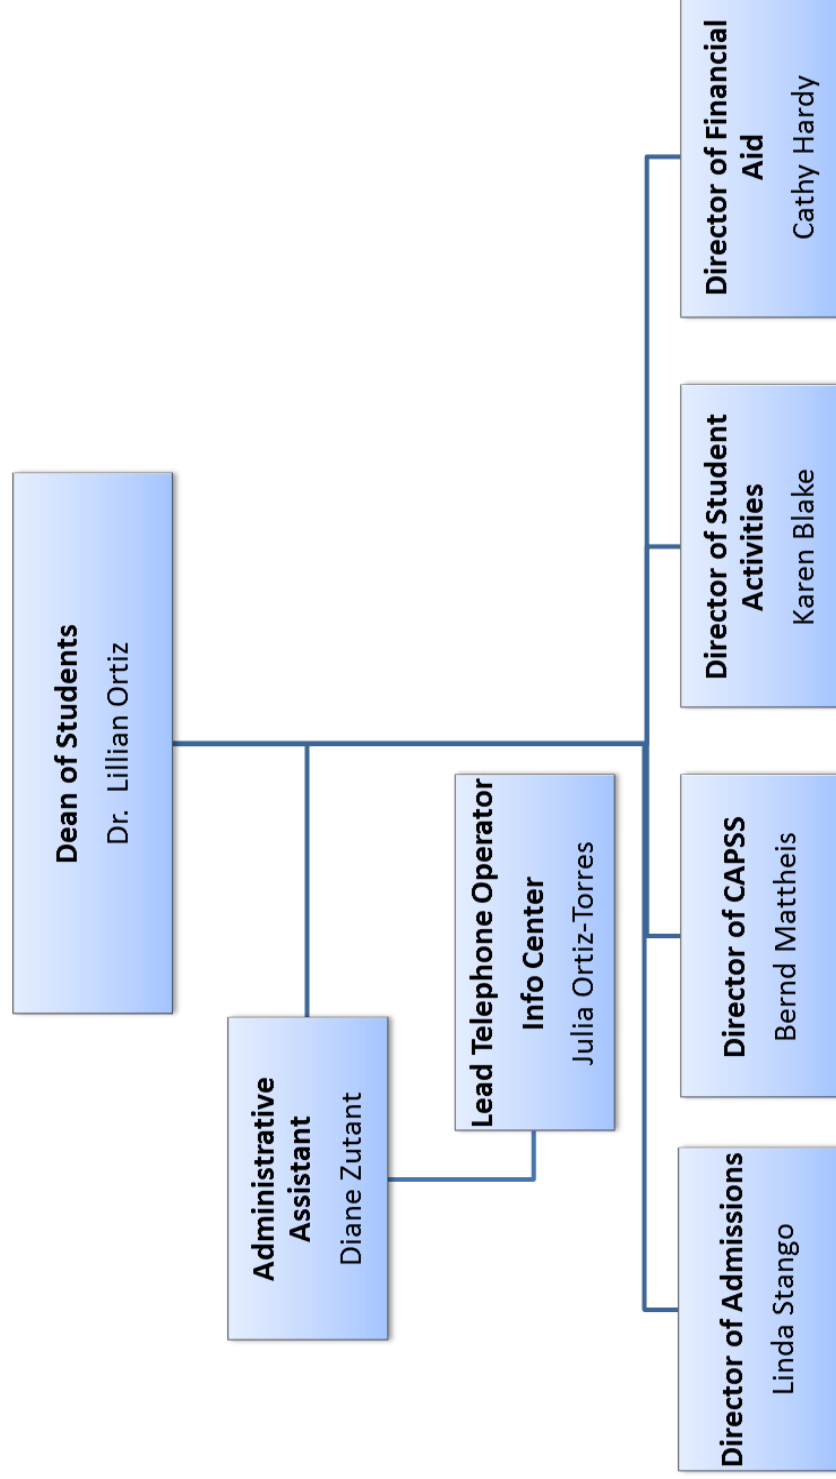 Dean of Students
Dr. Lillian Ortiz
Administrative
Assistant
Diane Zutant
Lead Telephone Operator
Info Center
Julia Ortiz-Torres
Director of Admissions
Linda Stango
Director of CAPSS
Bernd Mattheis
Director of Student
Activities
Karen Blake
Director of Financial
Aid
Cathy Hardy